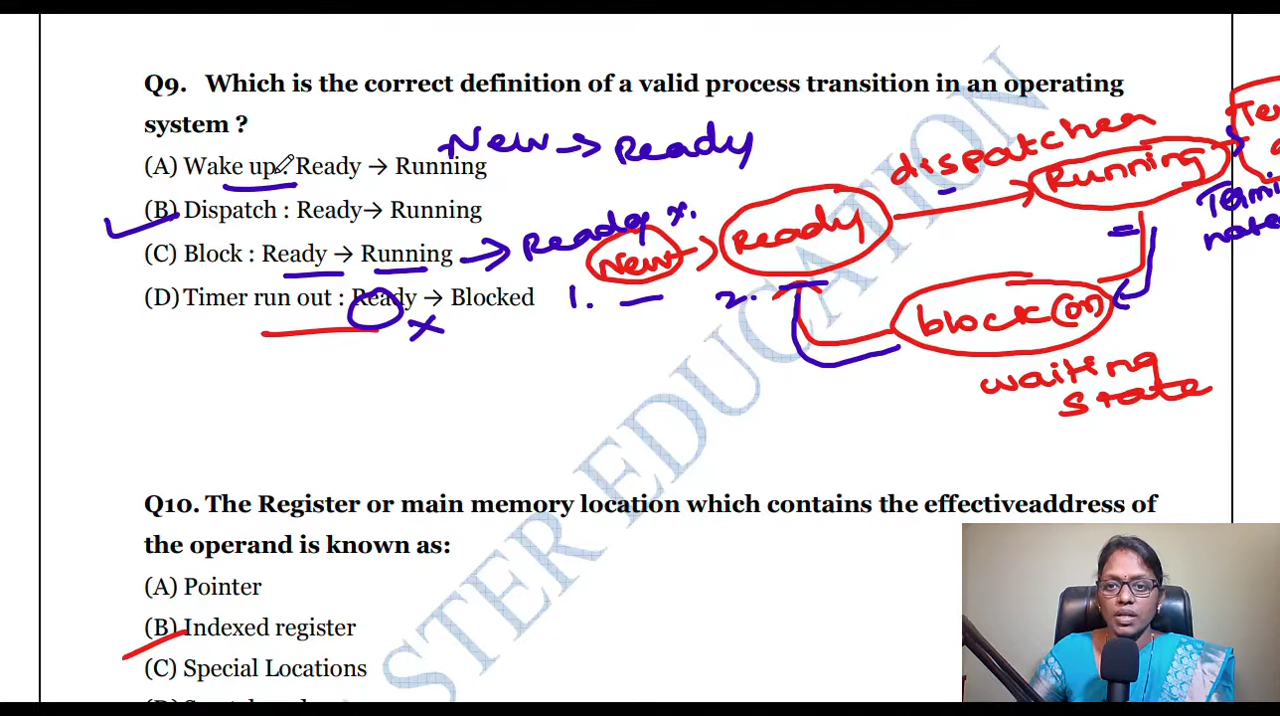 Q9. Which is the correct definition of a valid process transition in an operating
system ?
New → Ready
(A) Wake up : Ready → Running
dispatcher
Running
(B) Dispatch : Ready→ Running
Ready x.
New → Ready
(C) Block : Ready → Running
(D) Timer run out : Ready → Blocked
x
1. — 2.
block (or)
waiting
state
Q10. The Register or main memory location which contains the effectiveaddress of
the operand is known as:
(A) Pointer
(B) Indexed register
(C) Special Locations
STER EDUCATION